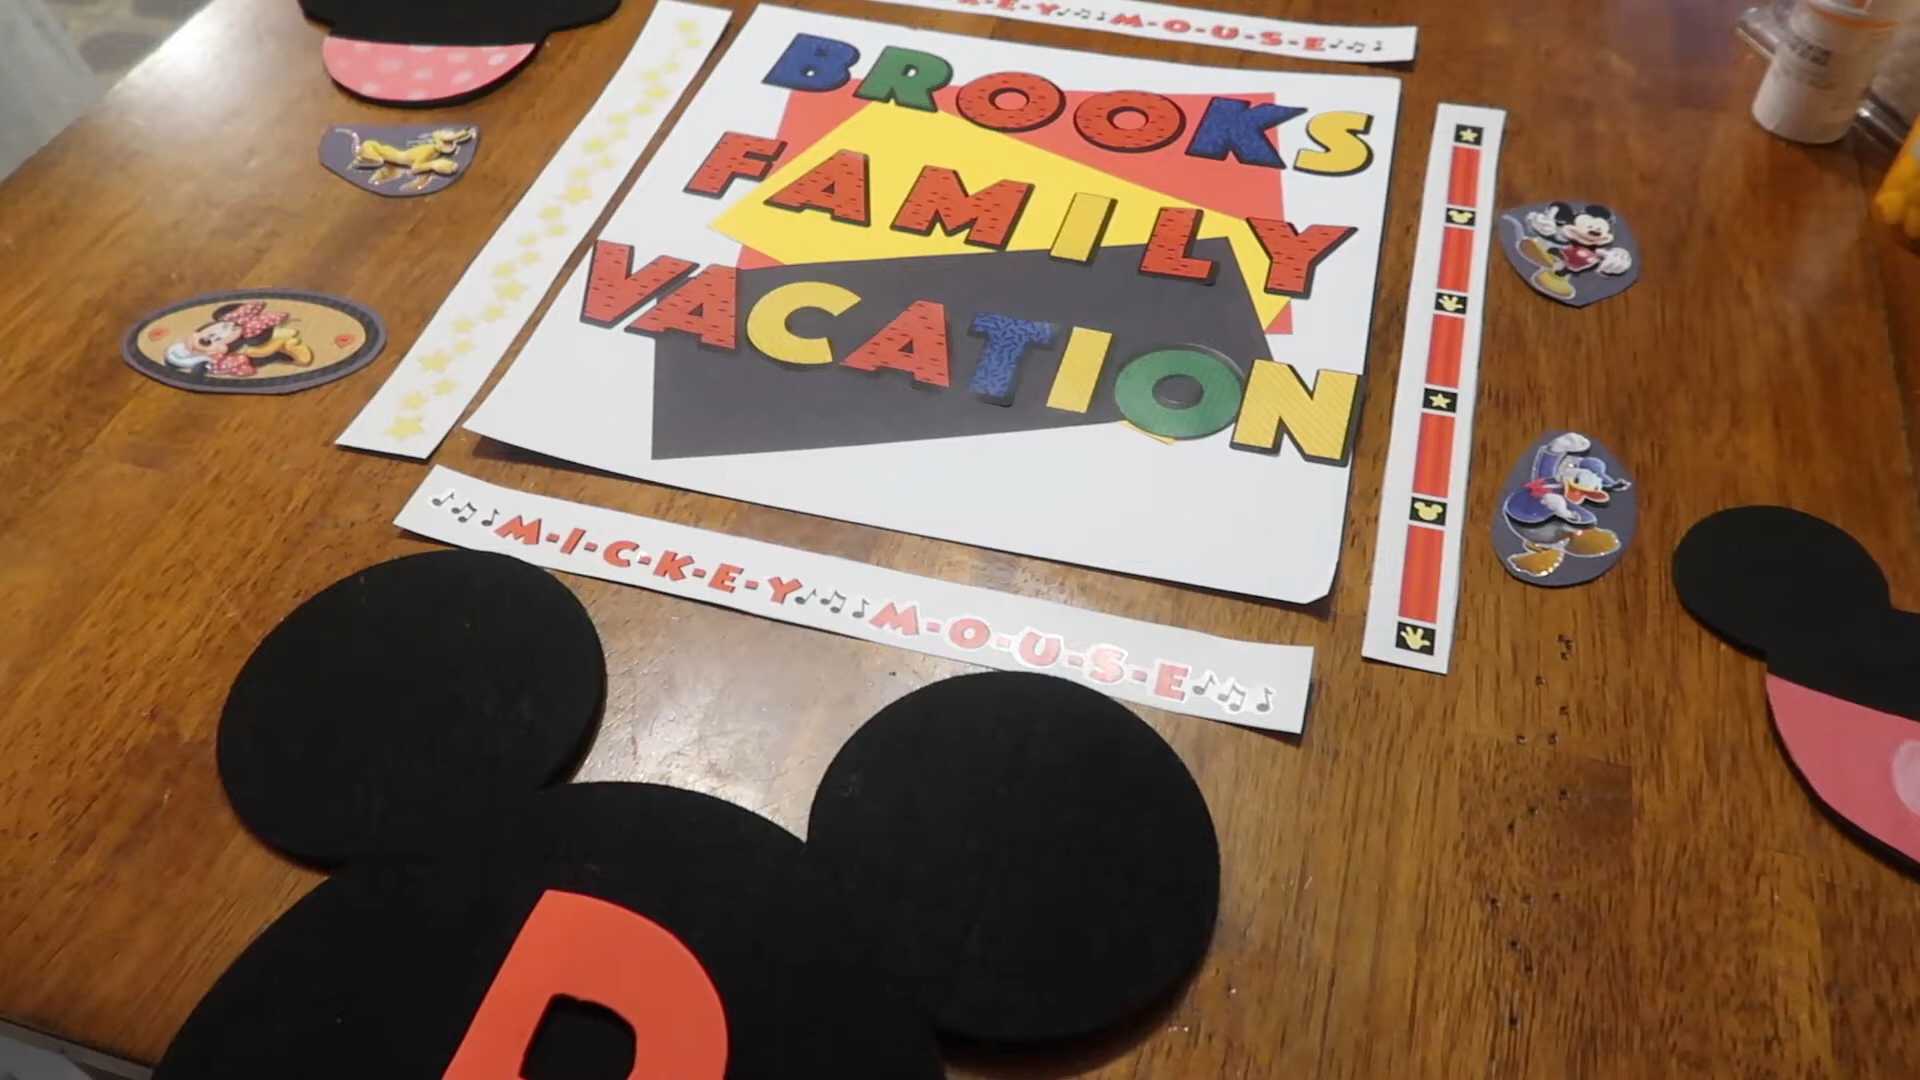 K-E-Y M-O-U-S-E
BROOKS
FAMILY
VACATION
M-I-C-K-E-Y M-O-U-S-E